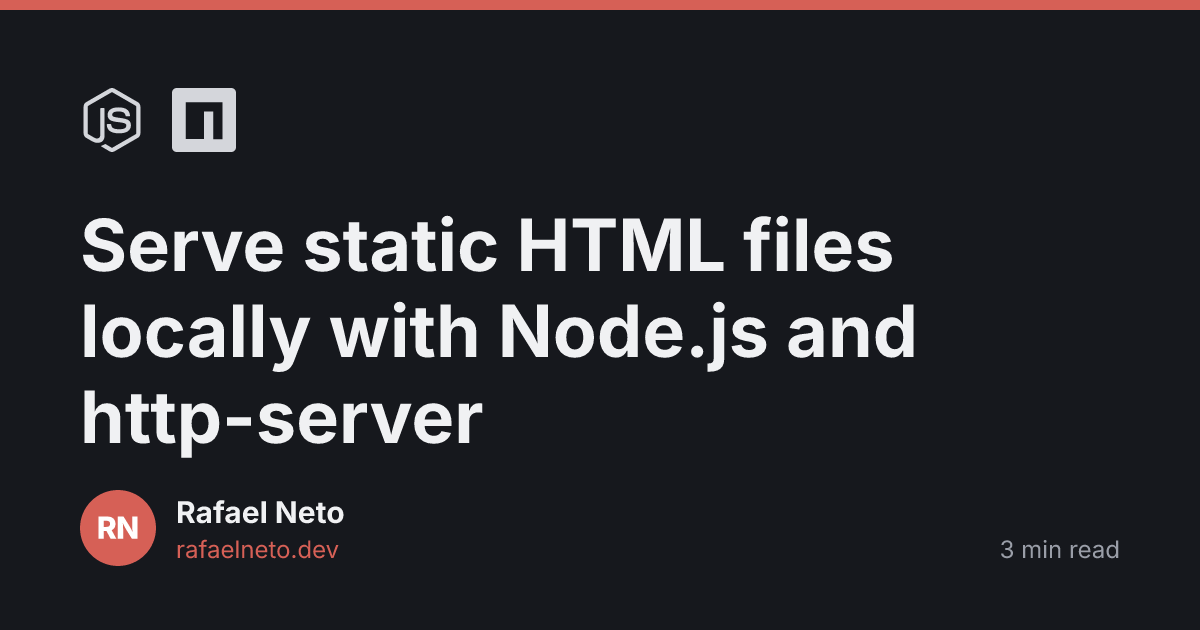 JS
Serve static HTML files
locally with Node.js and
http-server
RN
Rafael Neto
rafaelneto.dev
3 min read